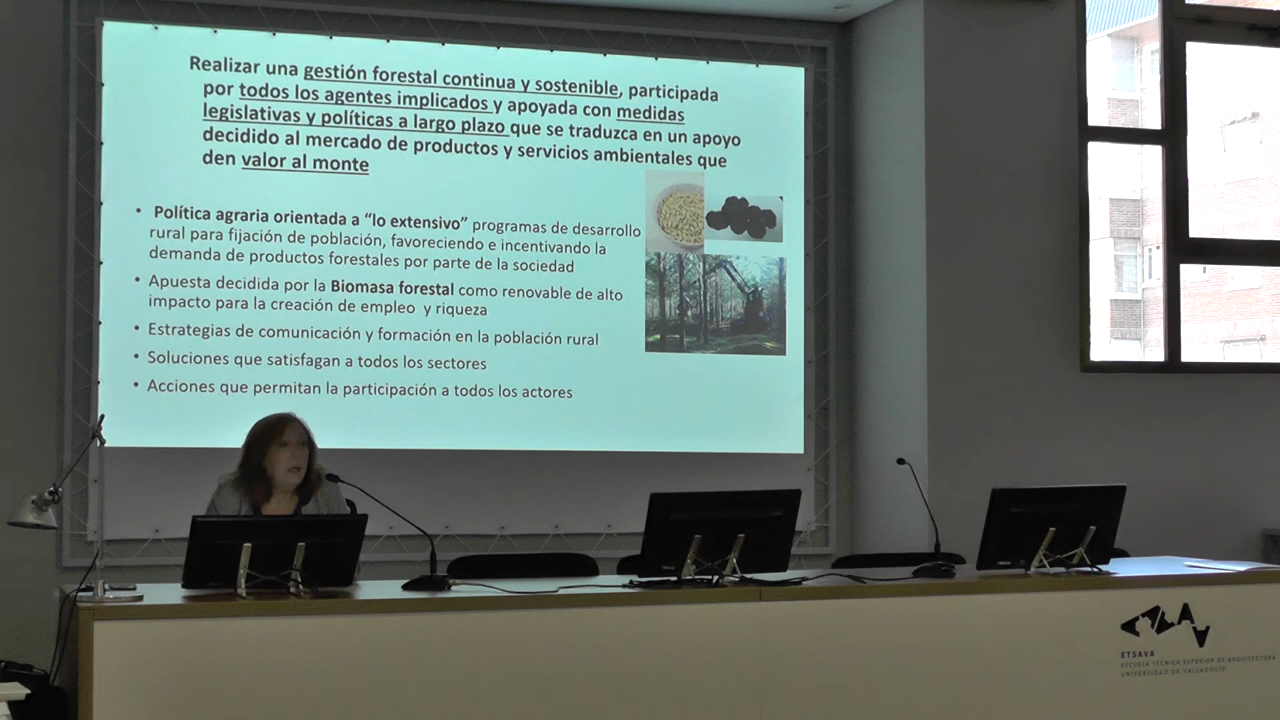 Realizar una gestión forestal continua y sostenible, participada
por todos los agentes implicados y apoyada con medidas
legislativas y políticas a largo plazo que se traduzca en un apoyo
decidido al mercado de productos y servicios ambientales que
den valor al monte
• Política agraria orientada a “lo extensivo” programas de desarrollo
rural para fijación de población, favoreciendo e incentivando la
demanda de productos forestales por parte de la sociedad
• Apuesta decidida por la Biomasa forestal como renovable de alto
impacto para la creación de empleo y riqueza
• Estrategias de comunicación y formación en la población rural
• Soluciones que satisfagan a todos los sectores
• Acciones que permitan la participación a todos los actores
ETSAVA
ESCUELA TÉCNICA SUPERIOR DE ARQUITECTURA
UNIVERSIDAD DE VALLADOLID